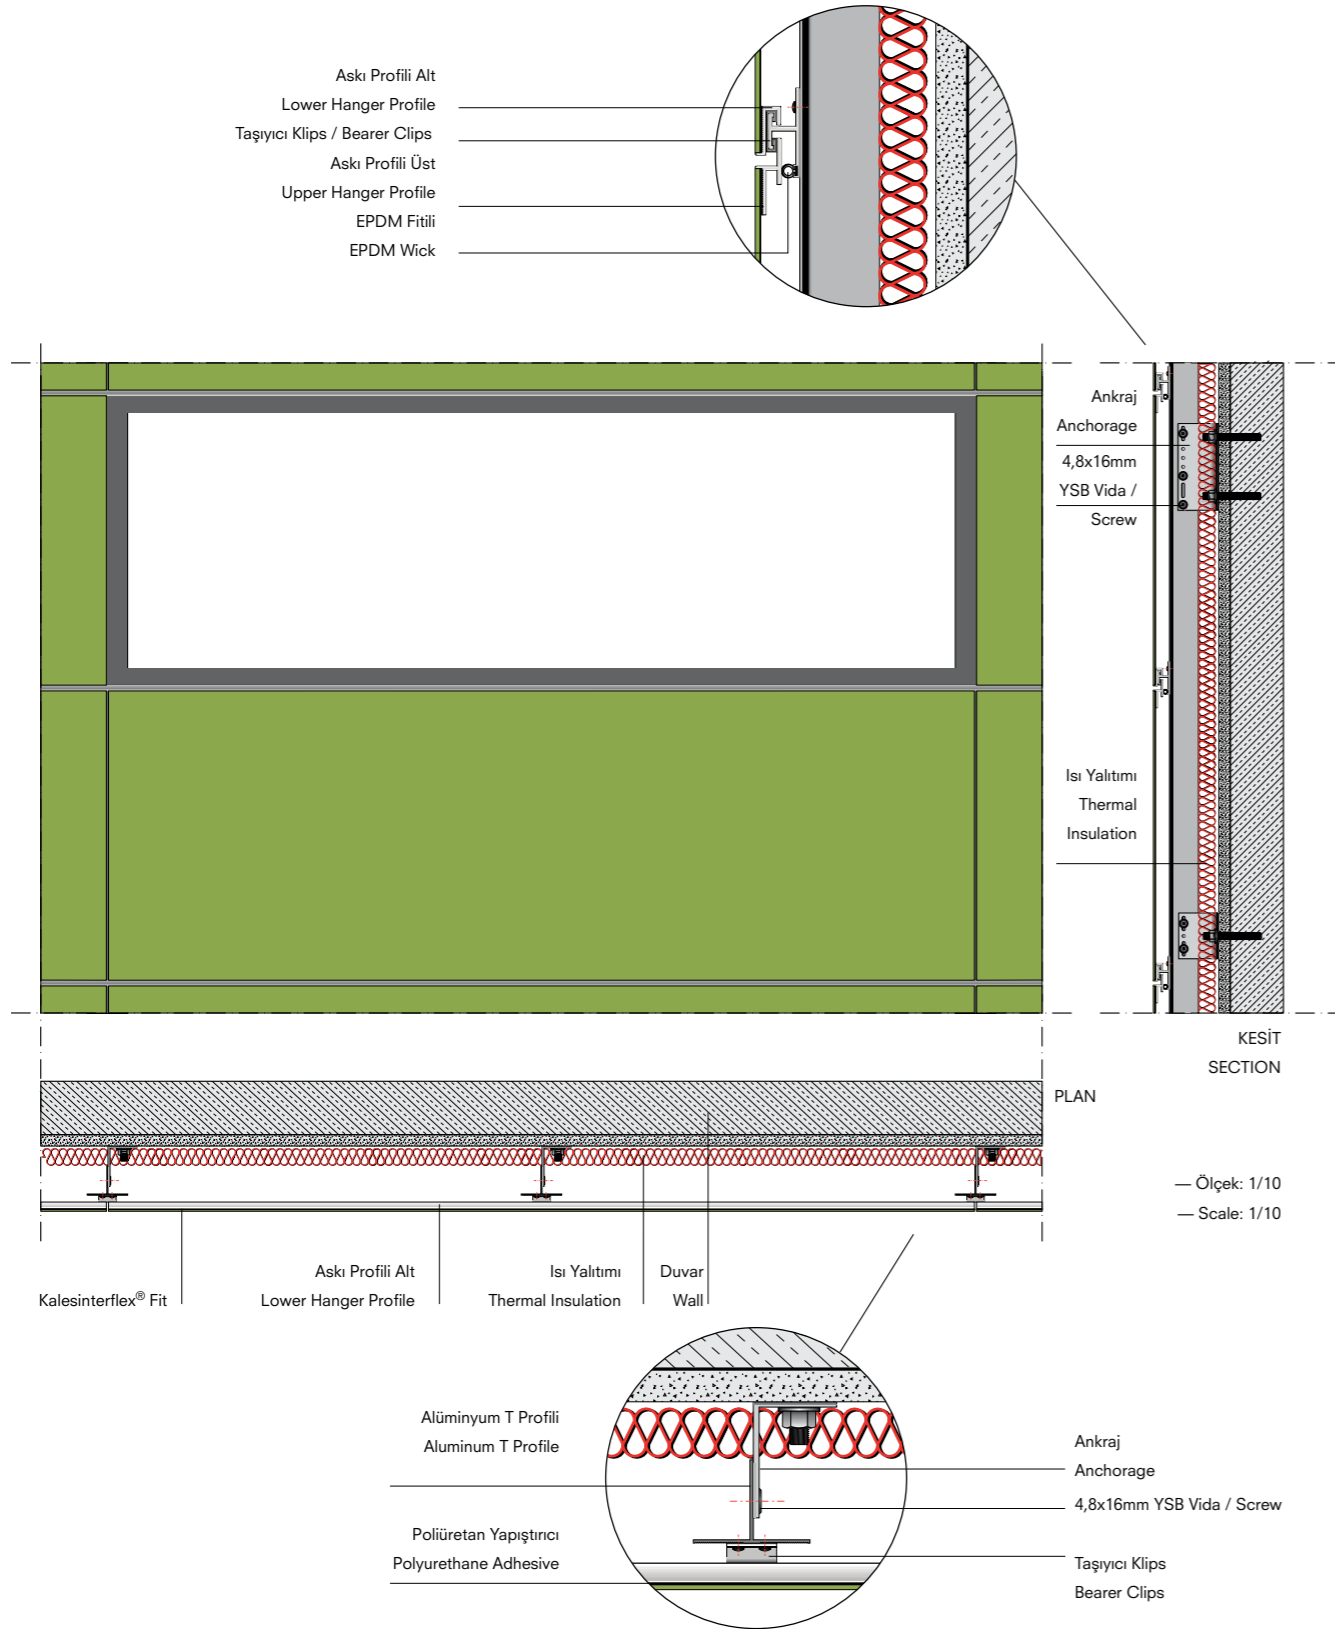 Askı Profili Alt
Lower Hanger Profile
Taşıyıcı Klips / Bearer Clips
Askı Profili Üst
Upper Hanger Profile
EPDM Fitili
EPDM Wick
Ankraj
Anchorage
4,8x16mm
YSB Vida /
Screw
Isı Yalıtımı
Thermal
Insulation
KESİT
SECTION
PLAN
— Ölçek: 1/10
— Scale: 1/10
Kalesinterflex® Fit
Askı Profili Alt
Lower Hanger Profile
Isı Yalıtımı
Thermal Insulation
Duvar
Wall
Alüminyum T Profili
Aluminum T Profile
Poliüretan Yapıştırıcı
Polyurethane Adhesive
Ankraj
Anchorage
4,8x16mm YSB Vida / Screw
Taşıyıcı Klips
Bearer Clips